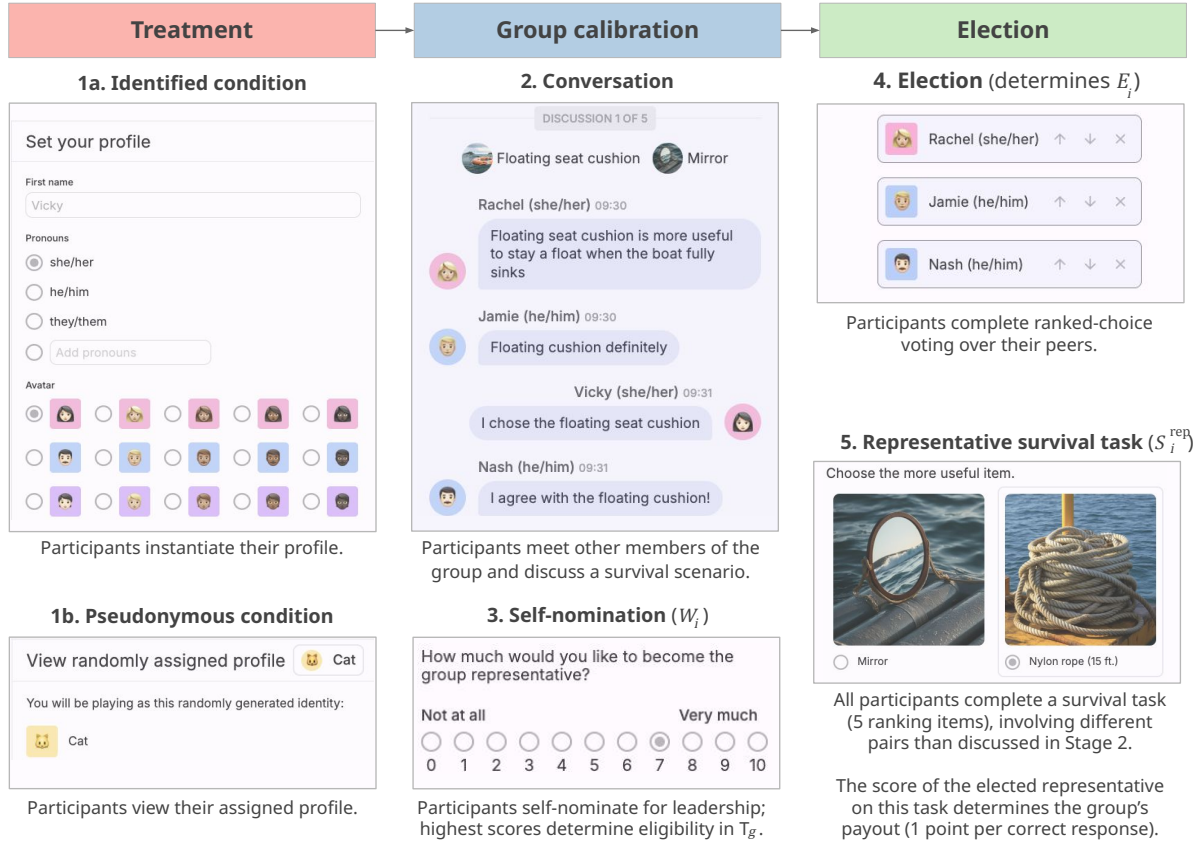 Treatment
Group calibration
Election
1a. Identified condition
Set your profile
First name
Vicky
Pronouns
she/her
he/him
they/them
Add pronouns
Avatar
Participants instantiate their profile.
1b. Pseudonymous condition
View randomly assigned profile
Cat
You will be playing as this randomly generated identity:
Cat
Participants view their assigned profile.
2. Conversation
DISCUSSION 1 OF 5
Floating seat cushion
Mirror
Rachel (she/her) 09:30
Floating seat cushion is more useful
to stay a float when the boat fully
sinks
Jamie (he/him) 09:30
Floating cushion definitely
Vicky (she/her) 09:31
I chose the floating seat cushion
Nash (he/him) 09:31
I agree with the floating cushion!
Participants meet other members of the
group and discuss a survival scenario.
3. Self-nomination (W_i)
How much would you like to become the
group representative?
Not at all
Very much
0 1 2 3 4 5 6 7 8 9 10
Participants self-nominate for leadership;
highest scores determine eligibility in T_g.
4. Election (determines E_i)
Rachel (she/her)
Jamie (he/him)
Nash (he/him)
Participants complete ranked-choice
voting over their peers.
5. Representative survival task (S_i^rep)
Choose the more useful item.
Mirror
Nylon rope (15 ft.)
All participants complete a survival task
(5 ranking items), involving different
pairs than discussed in Stage 2.
The score of the elected representative
on this task determines the group's
payout (1 point per correct response).